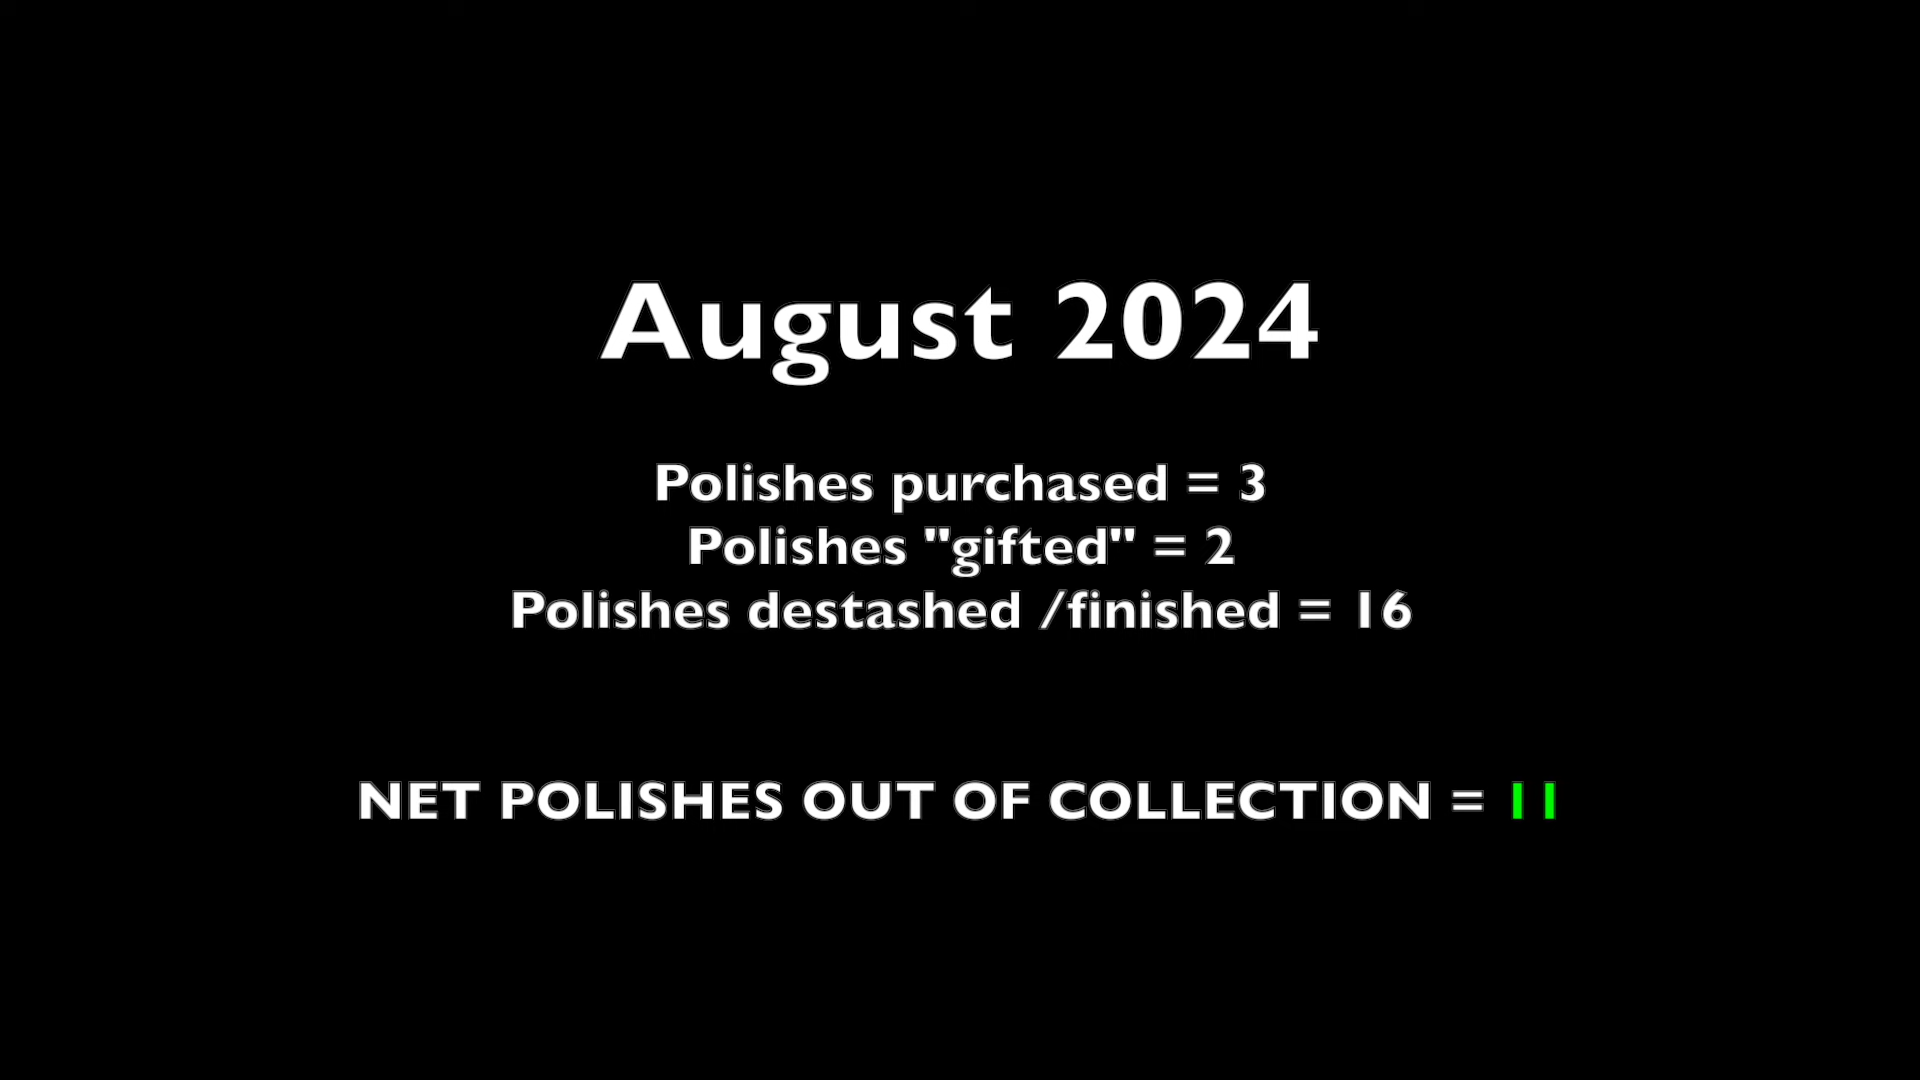 August 2024
Polishes purchased = 3
Polishes "gifted" = 2
Polishes destashed /finished = 16
NET POLISHES OUT OF COLLECTION = 11